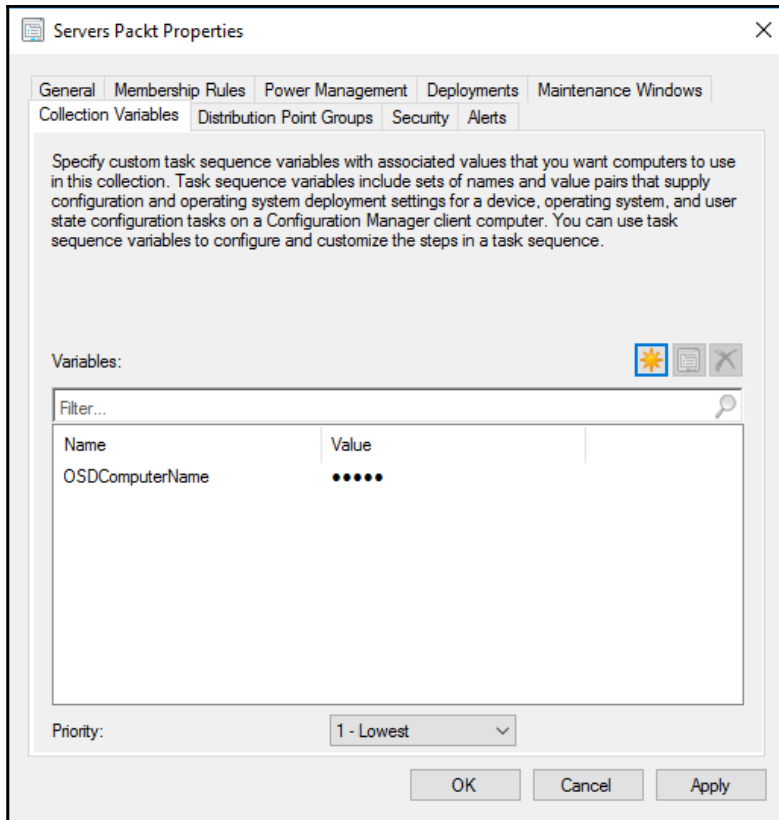 Servers Packt Properties
General Membership Rules Power Management Deployments Maintenance Windows
Collection Variables Distribution Point Groups Security Alerts
Specify custom task sequence variables with associated values that you want computers to use
in this collection. Task sequence variables include sets of names and value pairs that supply
configuration and operating system deployment settings for a device, operating system, and user
state configuration tasks on a Configuration Manager client computer. You can use task
sequence variables to configure and customize the steps in a task sequence.
Variables:
Filter...
Name Value
OSDComputerName •••••
Priority: 1 - Lowest
OK Cancel Apply